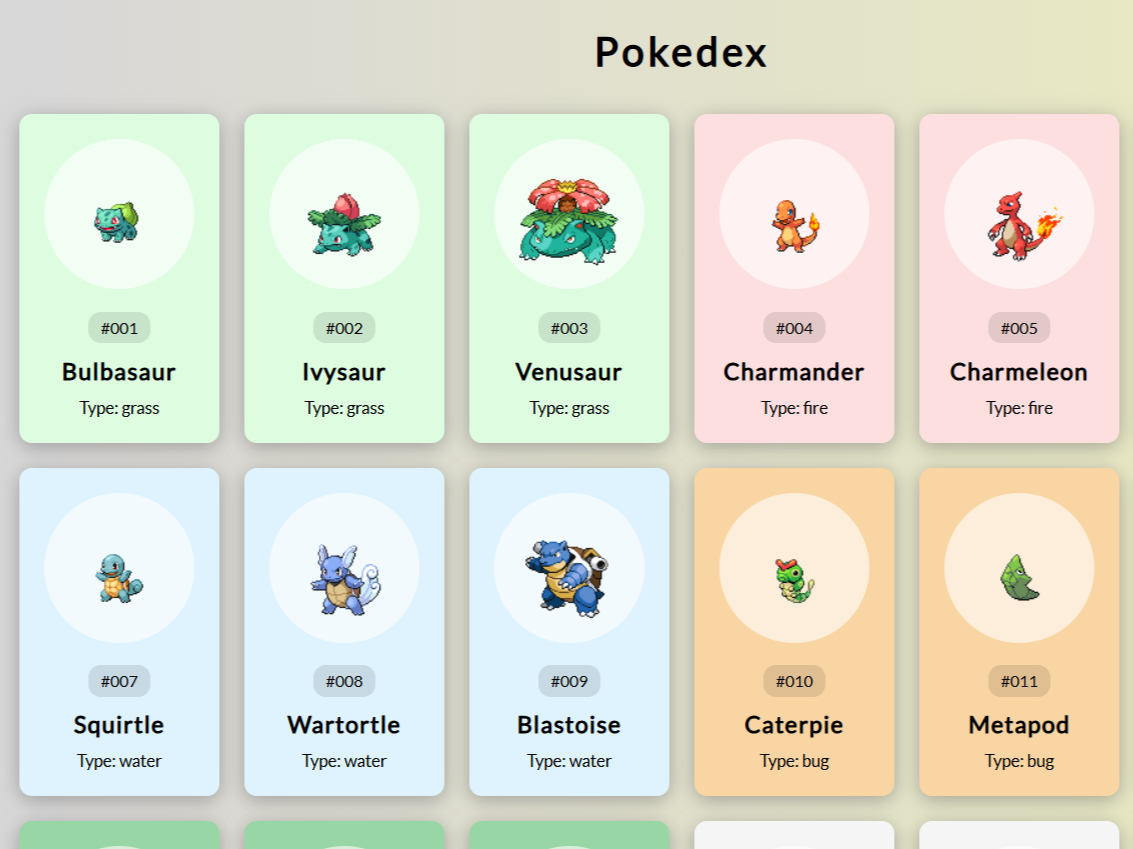 Pokedex
#001
Bulbasaur
Type: grass
#002
Ivysaur
Type: grass
#003
Venusaur
Type: grass
#004
Charmander
Type: fire
#005
Charmeleon
Type: fire
#007
Squirtle
Type: water
#008
Wartortle
Type: water
#009
Blastoise
Type: water
#010
Caterpie
Type: bug
#011
Metapod
Type: bug